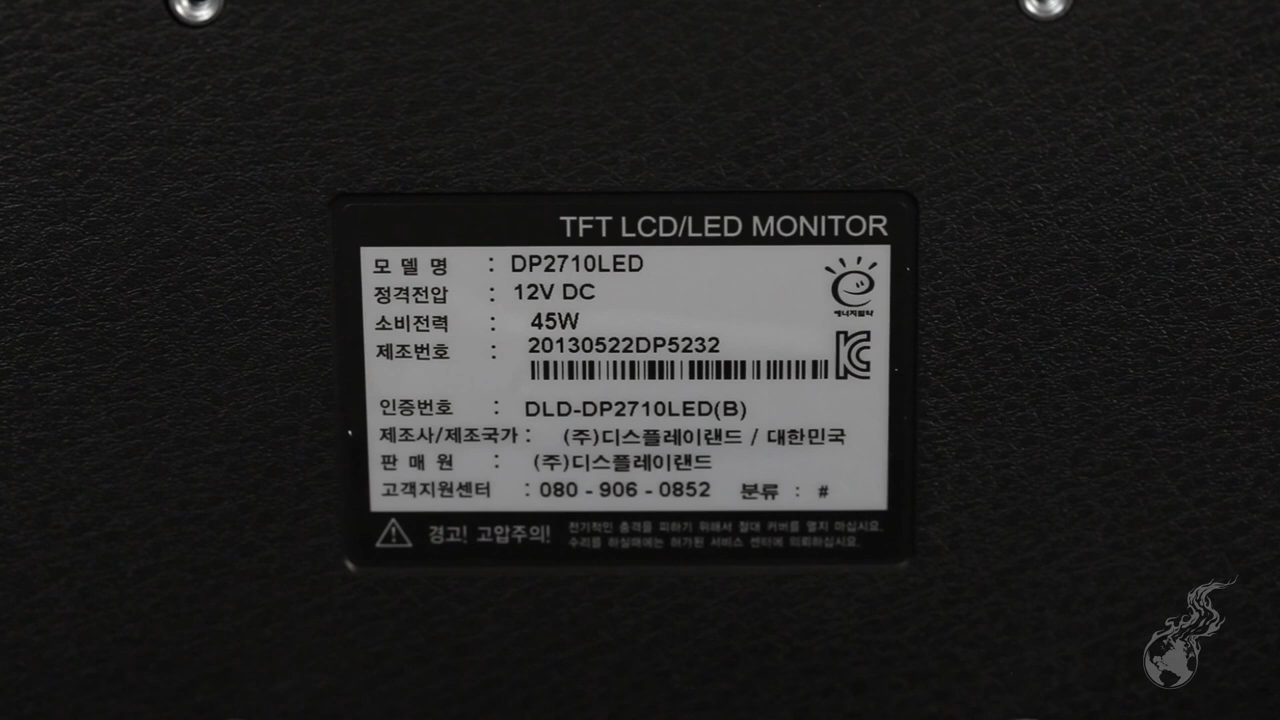 TFT LCD/LED MONITOR
모 델 명 : DP2710LED
정격전압 : 12V DC
소비전력 : 45W
제조번호 : 20130522DP5232
에너지절약
인증번호 : DLD-DP2710LED(B)
제조사/제조국가 : (주)디스플레이랜드 / 대한민국
판 매 원 : (주)디스플레이랜드
고객지원센터 : 080 - 906 - 0852 분류 : #
경고! 고압주의! 전기적인 충격을 피하기 위해서 절대 커버를 열지 마십시요.
수리를 하실때에는 허가된 서비스 센터에 의뢰하십시요.